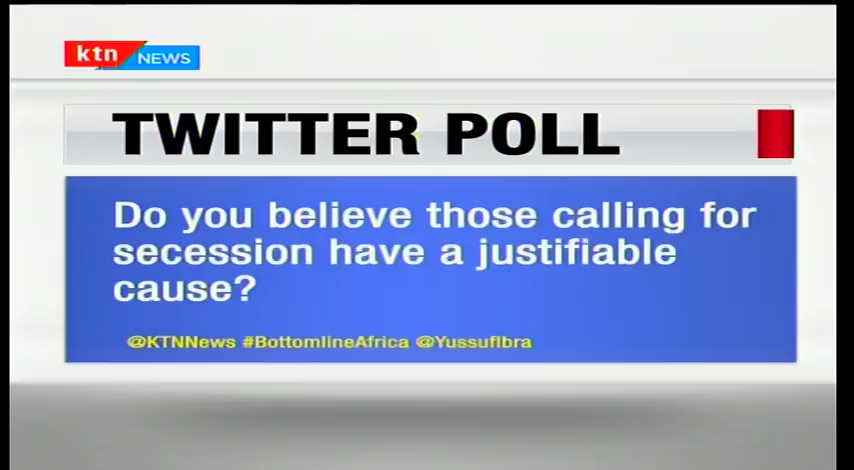 ktn NEWS
TWITTER POLL
Do you believe those calling for
secession have a justifiable
cause?
@KTNNews #BottomlineAfrica @YussufIbra